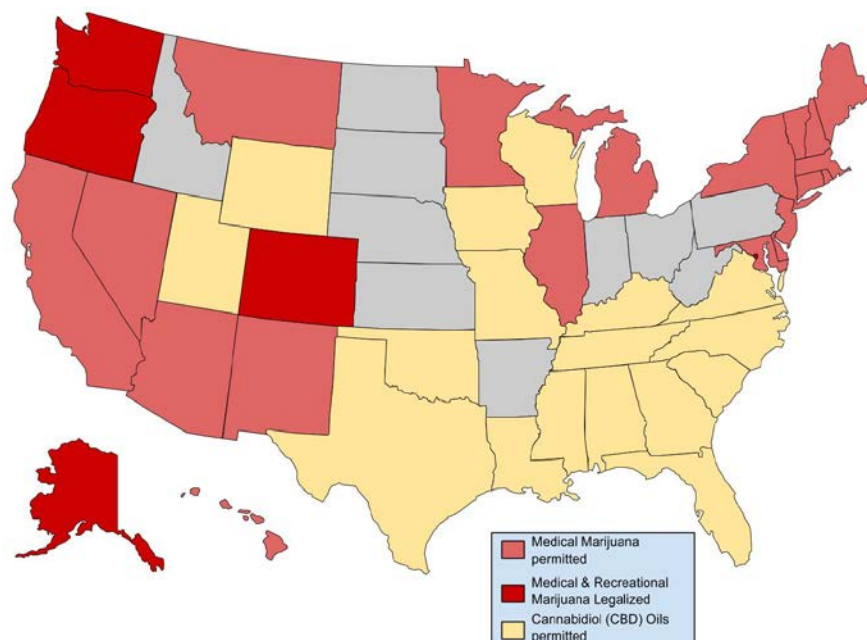 Medical Marijuana
permitted
Medical & Recreational
Marijuana Legalized
Cannabidiol (CBD) Oils
permitted